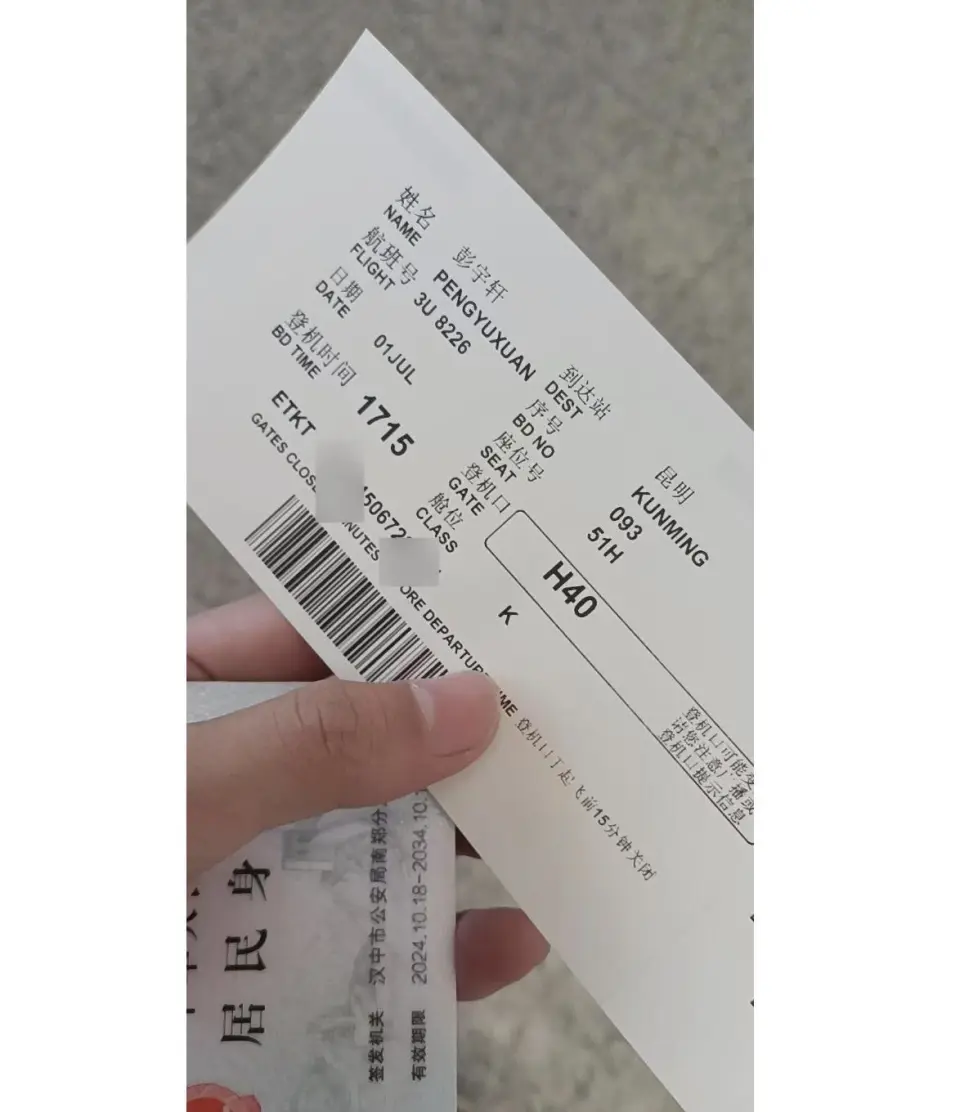 姓名 彭宇轩
NAME PENGYUXUAN
航班号
FLIGHT 3U 8226
日期
DATE 01JUL
登机时间
BD TIME 1715
到达站 昆明
DEST KUNMING
序号
BD NO 093
座位号
SEAT 51H
登机口
GATE H40
舱位
CLASS K
ETKT
GATES CLOS NUTES ORE DEPARTURE TIME 登机口于起飞前15分钟关闭
登机口可能变
请您注意广播或
登机口提示信息
居民身
签发机关 汉中市公安局南郑分
有效期限 2024.10.18-2034.10.